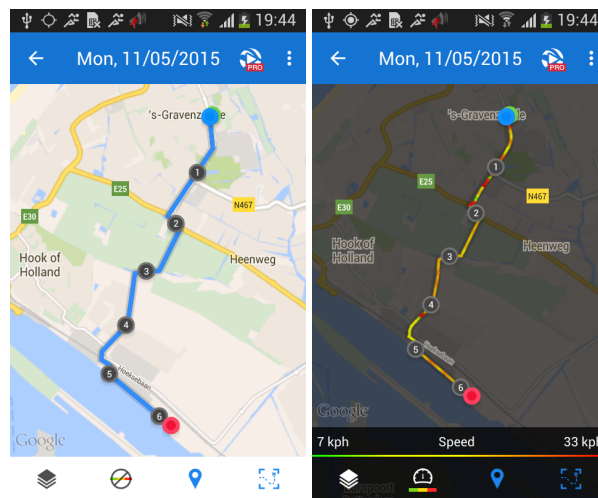 19:44
Mon, 11/05/2015
PRO
's-Gravenzande
1
E25
N467
E30
2
Hook of
Holland
Heenweg
3
4
Hoeksebaan
5
6
Google
19:44
Mon, 11/05/2015
PRO
1
E25
N467
E30
2
Hook of
Holland
Heenweg
3
4
5
6
Google
7 kph
Speed
33 kph